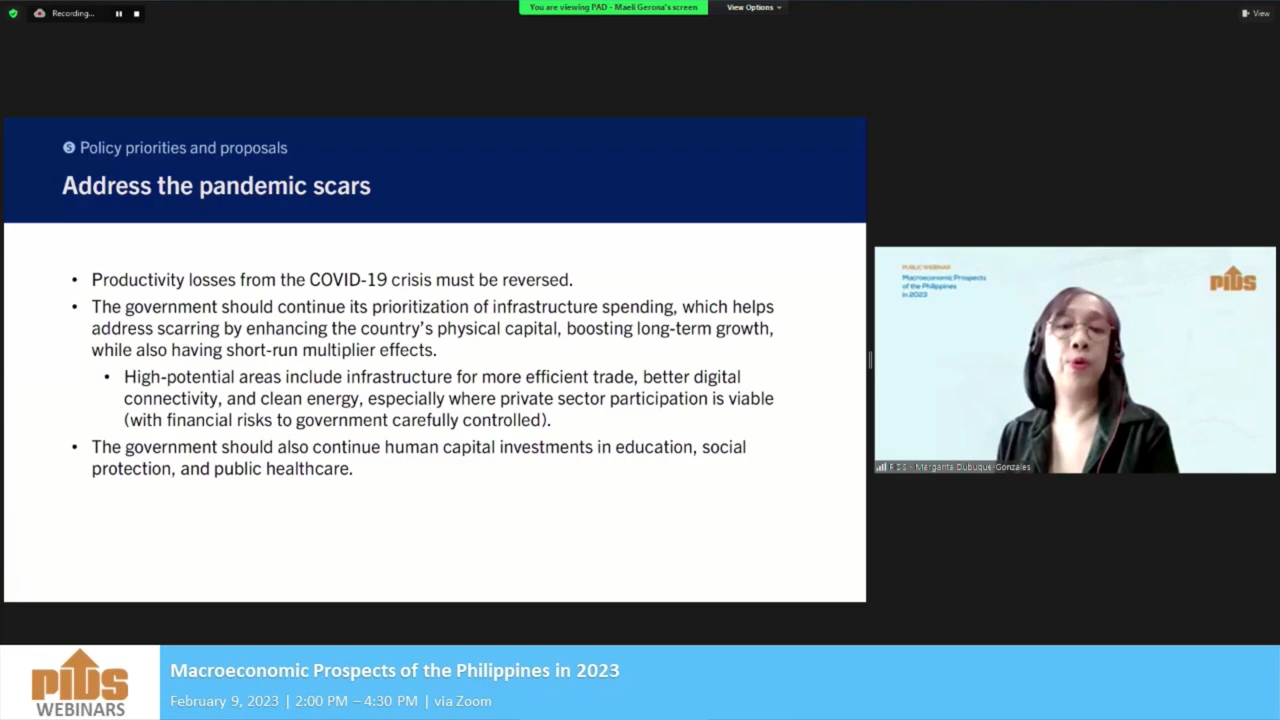 Recording...
You are viewing PAD - Maeli Gerona's screen
View Options
View
❺ Policy priorities and proposals
Address the pandemic scars
• Productivity losses from the COVID-19 crisis must be reversed.
• The government should continue its prioritization of infrastructure spending, which helps
address scarring by enhancing the country's physical capital, boosting long-term growth,
while also having short-run multiplier effects.
• High-potential areas include infrastructure for more efficient trade, better digital
connectivity, and clean energy, especially where private sector participation is viable
(with financial risks to government carefully controlled).
• The government should also continue human capital investments in education, social
protection, and public healthcare.
PUBLIC WEBINAR
Macroeconomic Prospects
of the Philippines
in 2023
PIDS
PIDS - Margarita Dubuque-Gonzales
PIDS
WEBINARS
Macroeconomic Prospects of the Philippines in 2023
February 9, 2023 | 2:00 PM – 4:30 PM | via Zoom